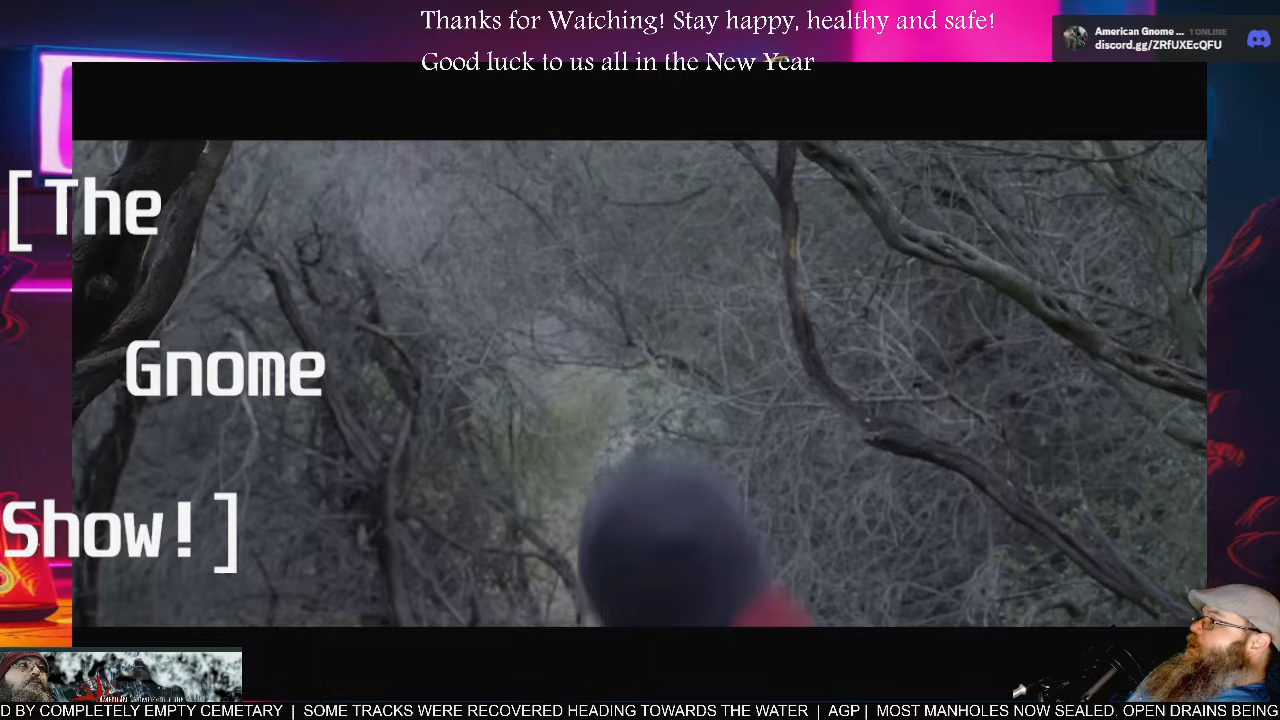 Thanks for Watching! Stay happy, healthy and safe!
Good luck to us all in the New Year
American Gnome ... 1 ONLINE
discord.gg/ZRfUXEcQFU
[The
Gnome
Show!]
D BY COMPLETELY EMPTY CEMETARY | SOME TRACKS WERE RECOVERED HEADING TOWARDS THE WATER | AGP | MOST MANHOLES NOW SEALED. OPEN DRAINS BEING